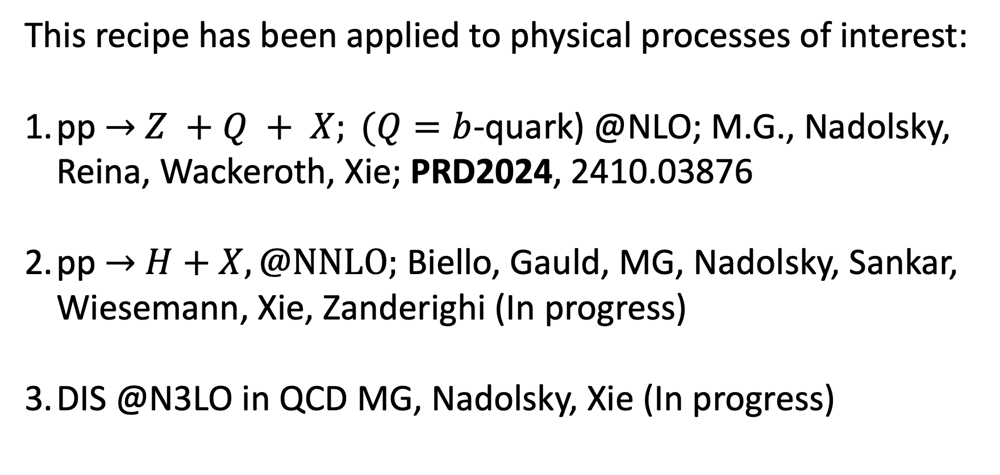 This recipe has been applied to physical processes of interest:
1. pp → Z + Q + X; (Q = b-quark) @NLO; M.G., Nadolsky,
Reina, Wackeroth, Xie; PRD2024, 2410.03876
2. pp → H + X, @NNLO; Biello, Gauld, MG, Nadolsky, Sankar,
Wiesemann, Xie, Zanderighi (In progress)
3. DIS @N3LO in QCD MG, Nadolsky, Xie (In progress)